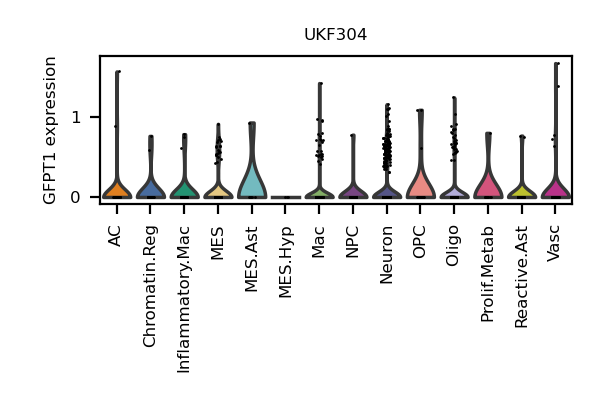 UKF304
GFPT1 expression
1
0
AC
Chromatin.Reg
Inflammatory.Mac
MES
MES.Ast
MES.Hyp
Mac
NPC
Neuron
OPC
Oligo
Prolif.Metab
Reactive.Ast
Vasc